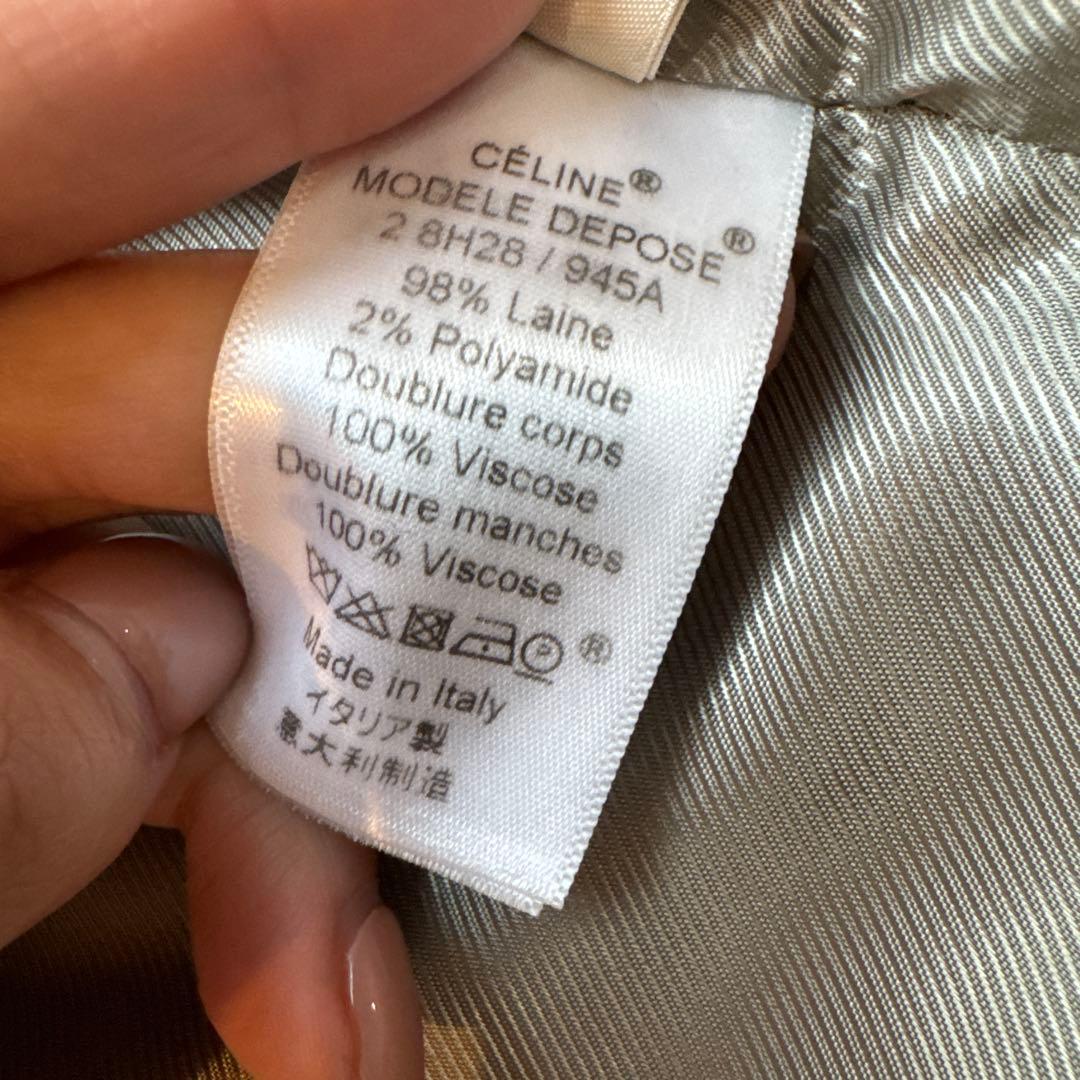 CÉLINE®
MODELE DEPOSE®
2 8H28 / 945A
98% Laine
2% Polyamide
Doublure corps
100% Viscose
Doublure manches
100% Viscose
P ®
Made in Italy
イタリア製
意大利制造